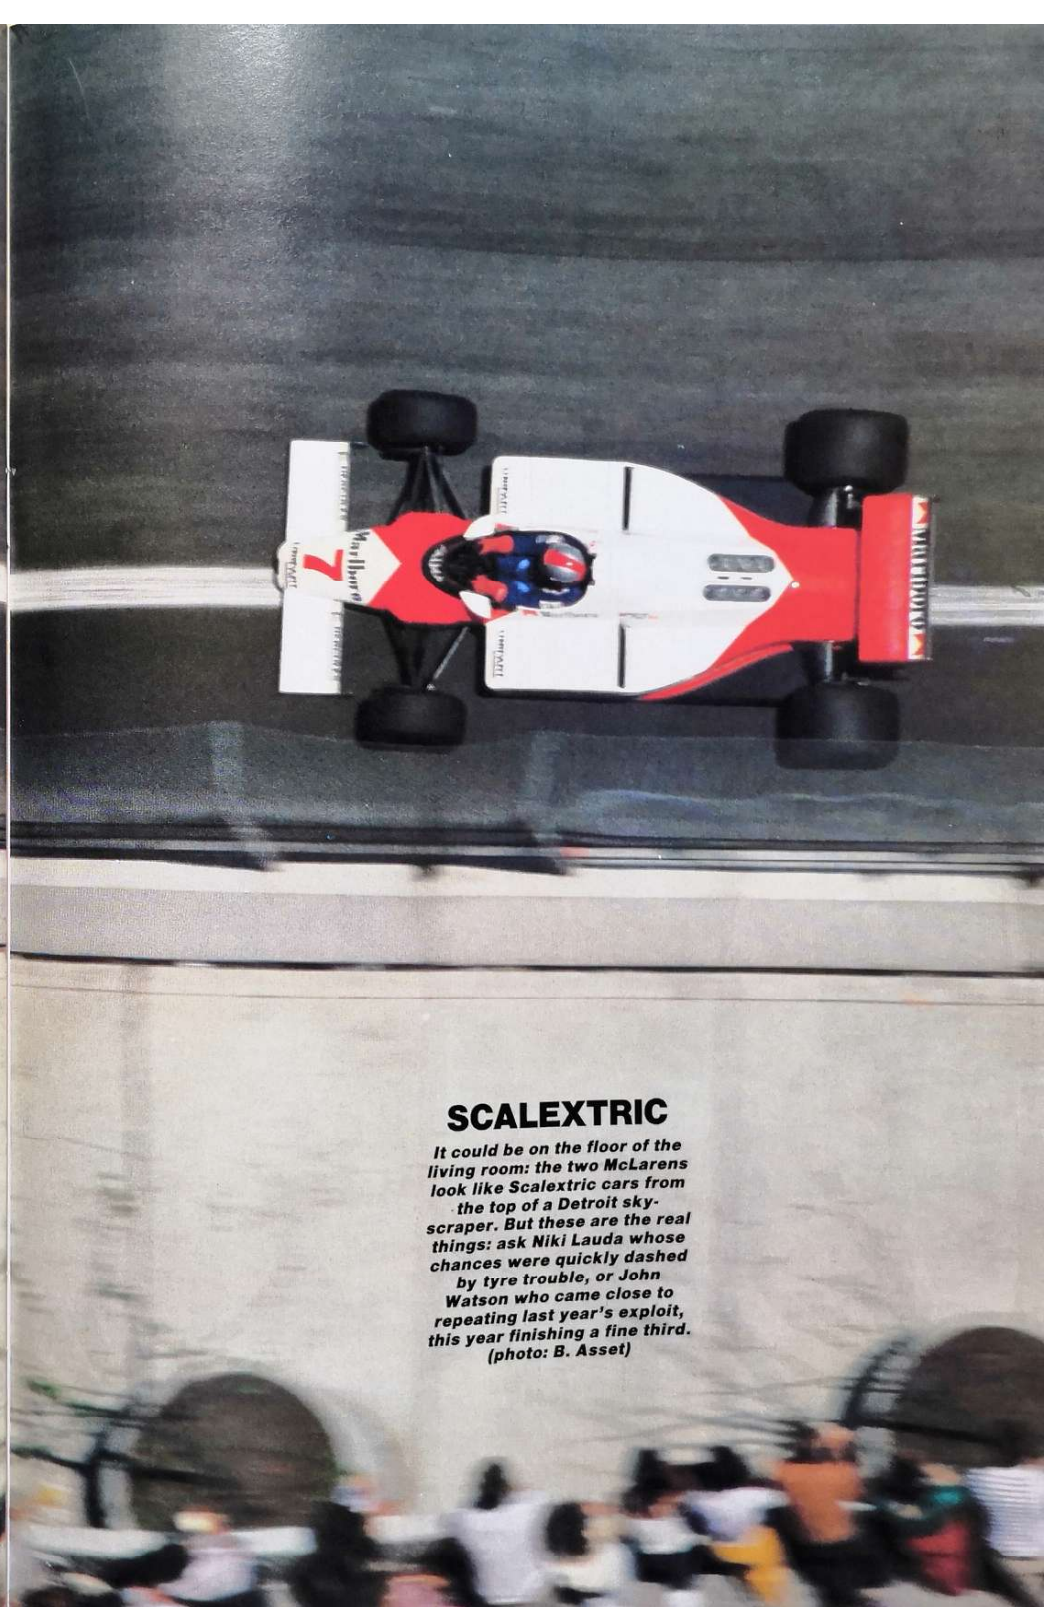 Marlboro
7
UNIPART
UNIPART
UNIPART
Marlboro
SCALEXTRIC
It could be on the floor of the
living room: the two McLarens
look like Scalextric cars from
the top of a Detroit sky-
scraper. But these are the real
things: ask Niki Lauda whose
chances were quickly dashed
by tyre trouble, or John
Watson who came close to
repeating last year's exploit,
this year finishing a fine third.
(photo: B. Asset)